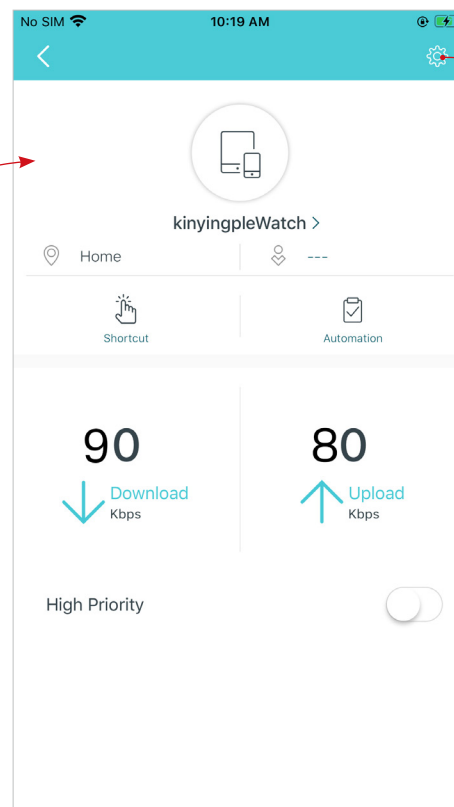 No SIM 10:19 AM
kinyingpleWatch >
Home ---
Shortcut Automation
90 80
Download Upload
Kbps Kbps
High Priority